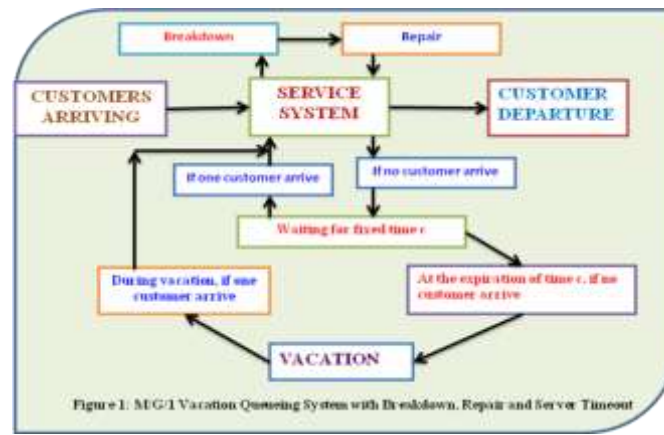 Breakdown
Repair
CUSTOMERS
ARRIVING
SERVICE
SYSTEM
CUSTOMER
DEPARTURE
If one customer arrive
If no customer arrive
Waiting for fixed time c
During vacation, if one
customer arrive
At the expiration of time c, if no
customer arrive
VACATION
Figure 1: M/G/1 Vacation Queueing System with Breakdown, Repair and Server Timeout